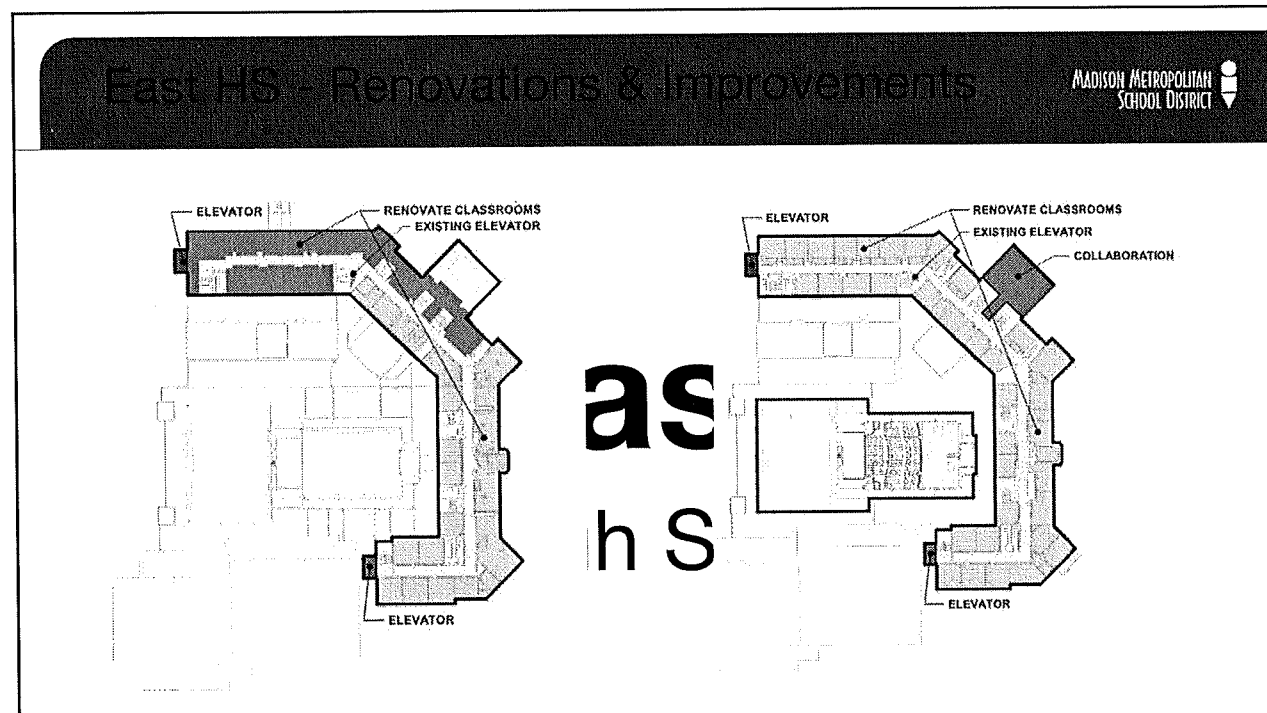 East HS - Renovations & Improvements
MADISON METROPOLITAN
SCHOOL DISTRICT
ELEVATOR
RENOVATE CLASSROOMS
EXISTING ELEVATOR
ELEVATOR
as
h S
ELEVATOR
RENOVATE CLASSROOMS
EXISTING ELEVATOR
COLLABORATION
ELEVATOR